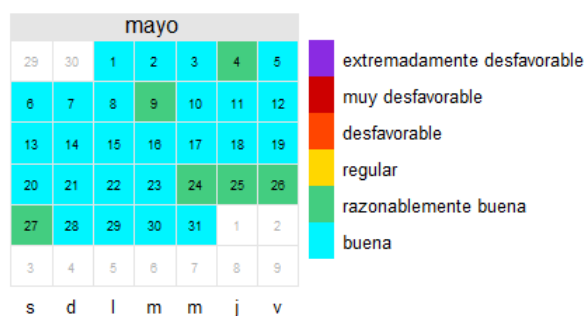 mayo
29 30 1 2 3 4 5
6 7 8 9 10 11 12
13 14 15 16 17 18 19
20 21 22 23 24 25 26
27 28 29 30 31 1 2
3 4 5 6 7 8 9
s d l m m j v
extremadamente desfavorable
muy desfavorable
desfavorable
regular
razonablemente buena
buena